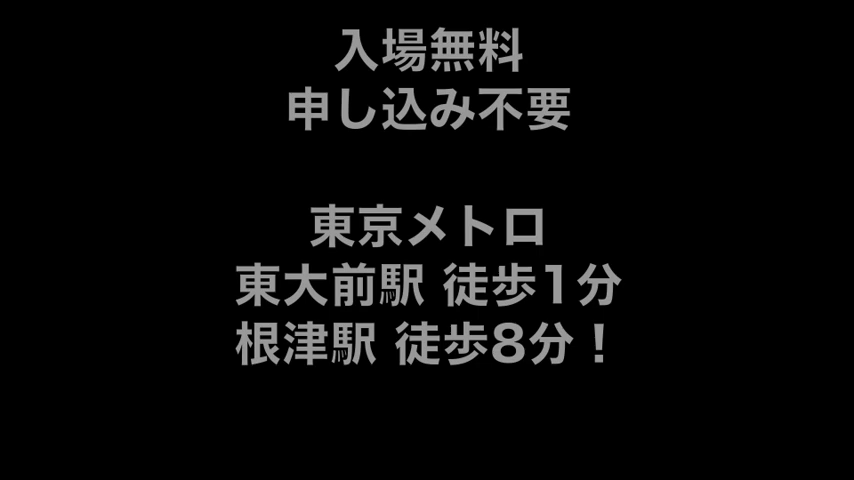 入場無料
申し込み不要
東京メトロ
東大前駅 徒歩1分
根津駅 徒歩8分！